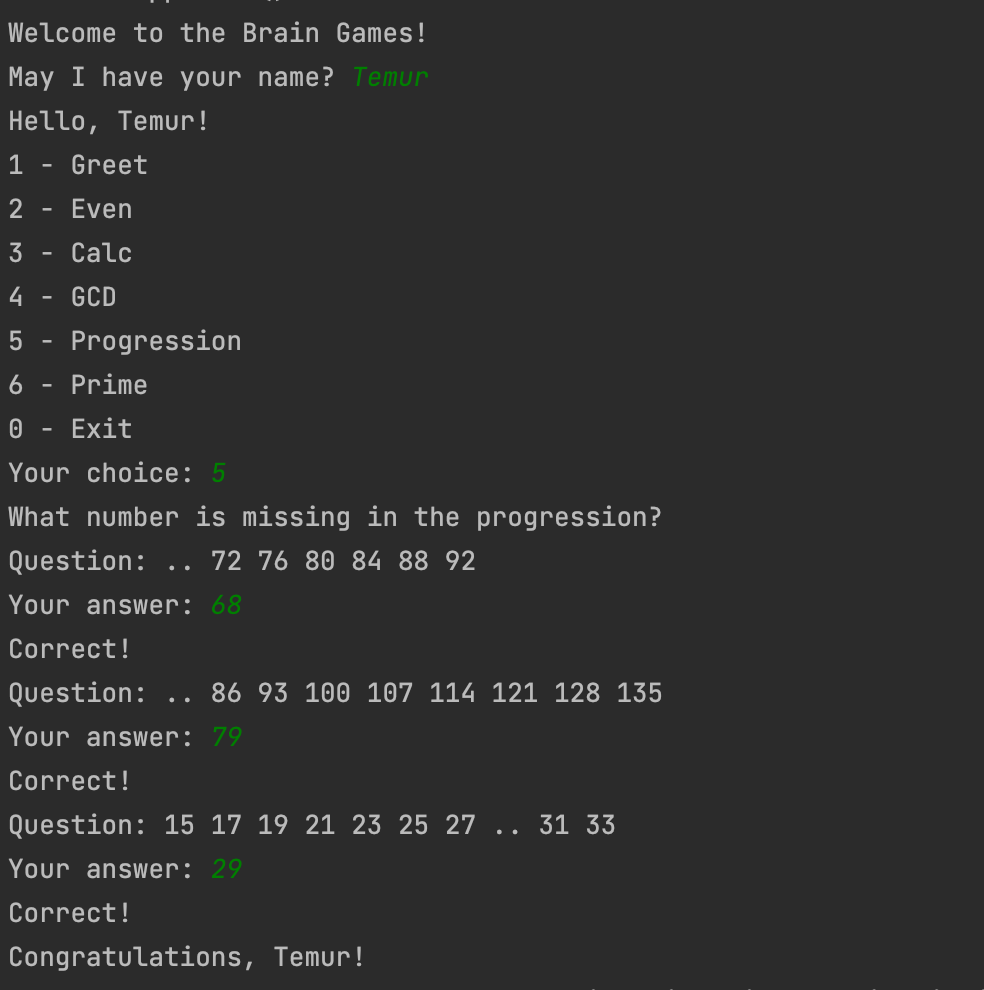 Welcome to the Brain Games!
May I have your name? Temur
Hello, Temur!
1 - Greet
2 - Even
3 - Calc
4 - GCD
5 - Progression
6 - Prime
0 - Exit
Your choice: 5
What number is missing in the progression?
Question: .. 72 76 80 84 88 92
Your answer: 68
Correct!
Question: .. 86 93 100 107 114 121 128 135
Your answer: 79
Correct!
Question: 15 17 19 21 23 25 27 .. 31 33
Your answer: 29
Correct!
Congratulations, Temur!